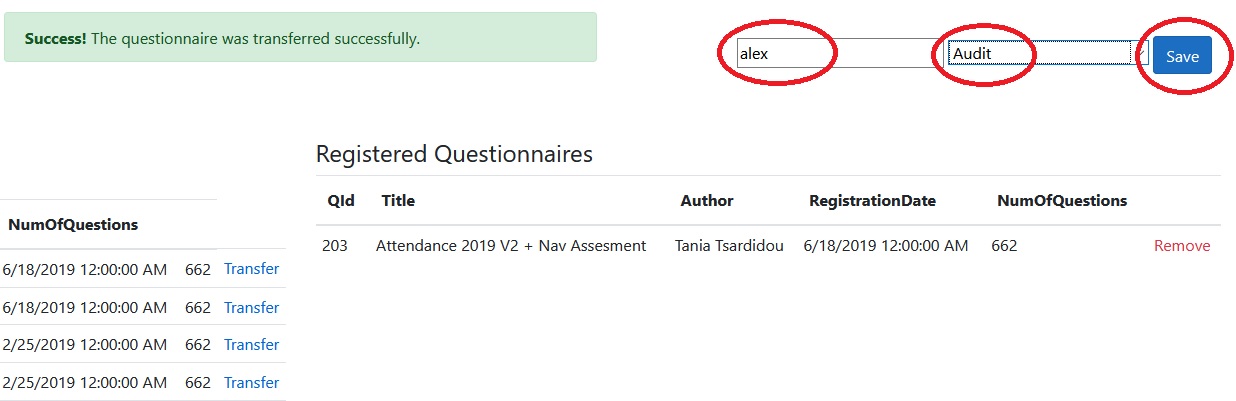 Success! The questionnaire was transferred successfully.
alex
Audit
Save
Registered Questionnaires
QId Title Author RegistrationDate NumOfQuestions
203 Attendance 2019 V2 + Nav Assesment Tania Tsardidou 6/18/2019 12:00:00 AM 662 Remove
NumOfQuestions
6/18/2019 12:00:00 AM 662 Transfer
6/18/2019 12:00:00 AM 662 Transfer
2/25/2019 12:00:00 AM 662 Transfer
2/25/2019 12:00:00 AM 662 Transfer